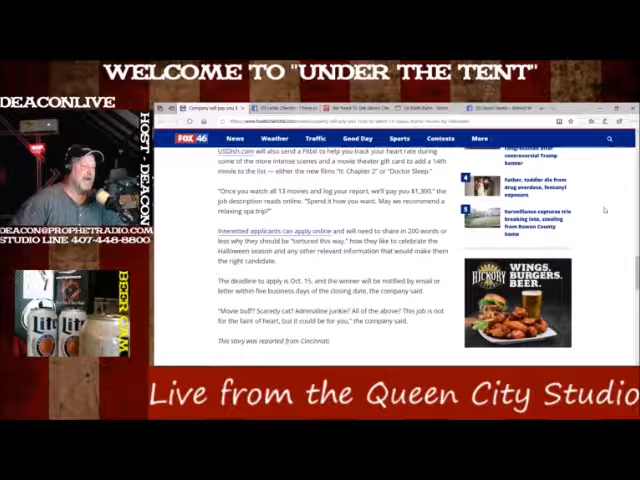 WELCOME TO "UNDER THE TENT"
DEACONLIVE
HOST - DEACON
DEACON@PROPHETRADIO.COM
STUDIO LINE 407-448-8800
BEER CAM
Lite
Lite
FOX 46
News
Weather
Traffic
Good Day
Sports
Contests
More
USDish.com will also send a Fitbit to help you track your heart rate during
some of the more intense scenes and a movie theater gift card to add a 14th
movie to the list — either the new films "It: Chapter 2" or "Doctor Sleep."
"Once you watch all 13 movies and log your report, we'll pay you $1,300," the
job description reads online. "Spend it how you want. May we recommend a
relaxing spa trip?"
Interested applicants can apply online and will need to share in 200 words or
less why they should be "tortured this way," how they like to celebrate the
Halloween season and any other relevant information that would make them
the right candidate.
The deadline to apply is Oct. 15, and the winner will be notified by email or
letter within five business days of the closing date, the company said.
"Movie buff? Scaredy cat? Adrenaline junkie? All of the above? This job is not
for the faint of heart, but it could be for you," the company said.
This story was reported from Cincinnati.
congressman after
controversial Trump
banner
4
Father, toddler die from
drug overdose, fentanyl
exposure.
5
Surveillance captures trio
breaking into, stealing
from Rowan County
home
HICKORY
WINGS.
BURGERS.
BEER.
Live from the Queen City Studio